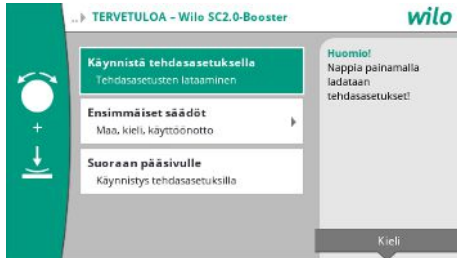 ..▶ TERVETULOA – Wilo SC2.0-Booster
wilo
Käynnistä tehdasasetuksella
Tehdasasetusten lataaminen
Ensimmäiset säädöt
Maa, kieli, käyttöönotto
Suoraan pääsivulle
Käynnistys tehdasasetuksilla
Huomio!
Nappia painamalla
ladataan
tehdasasetukset!
+
Kieli